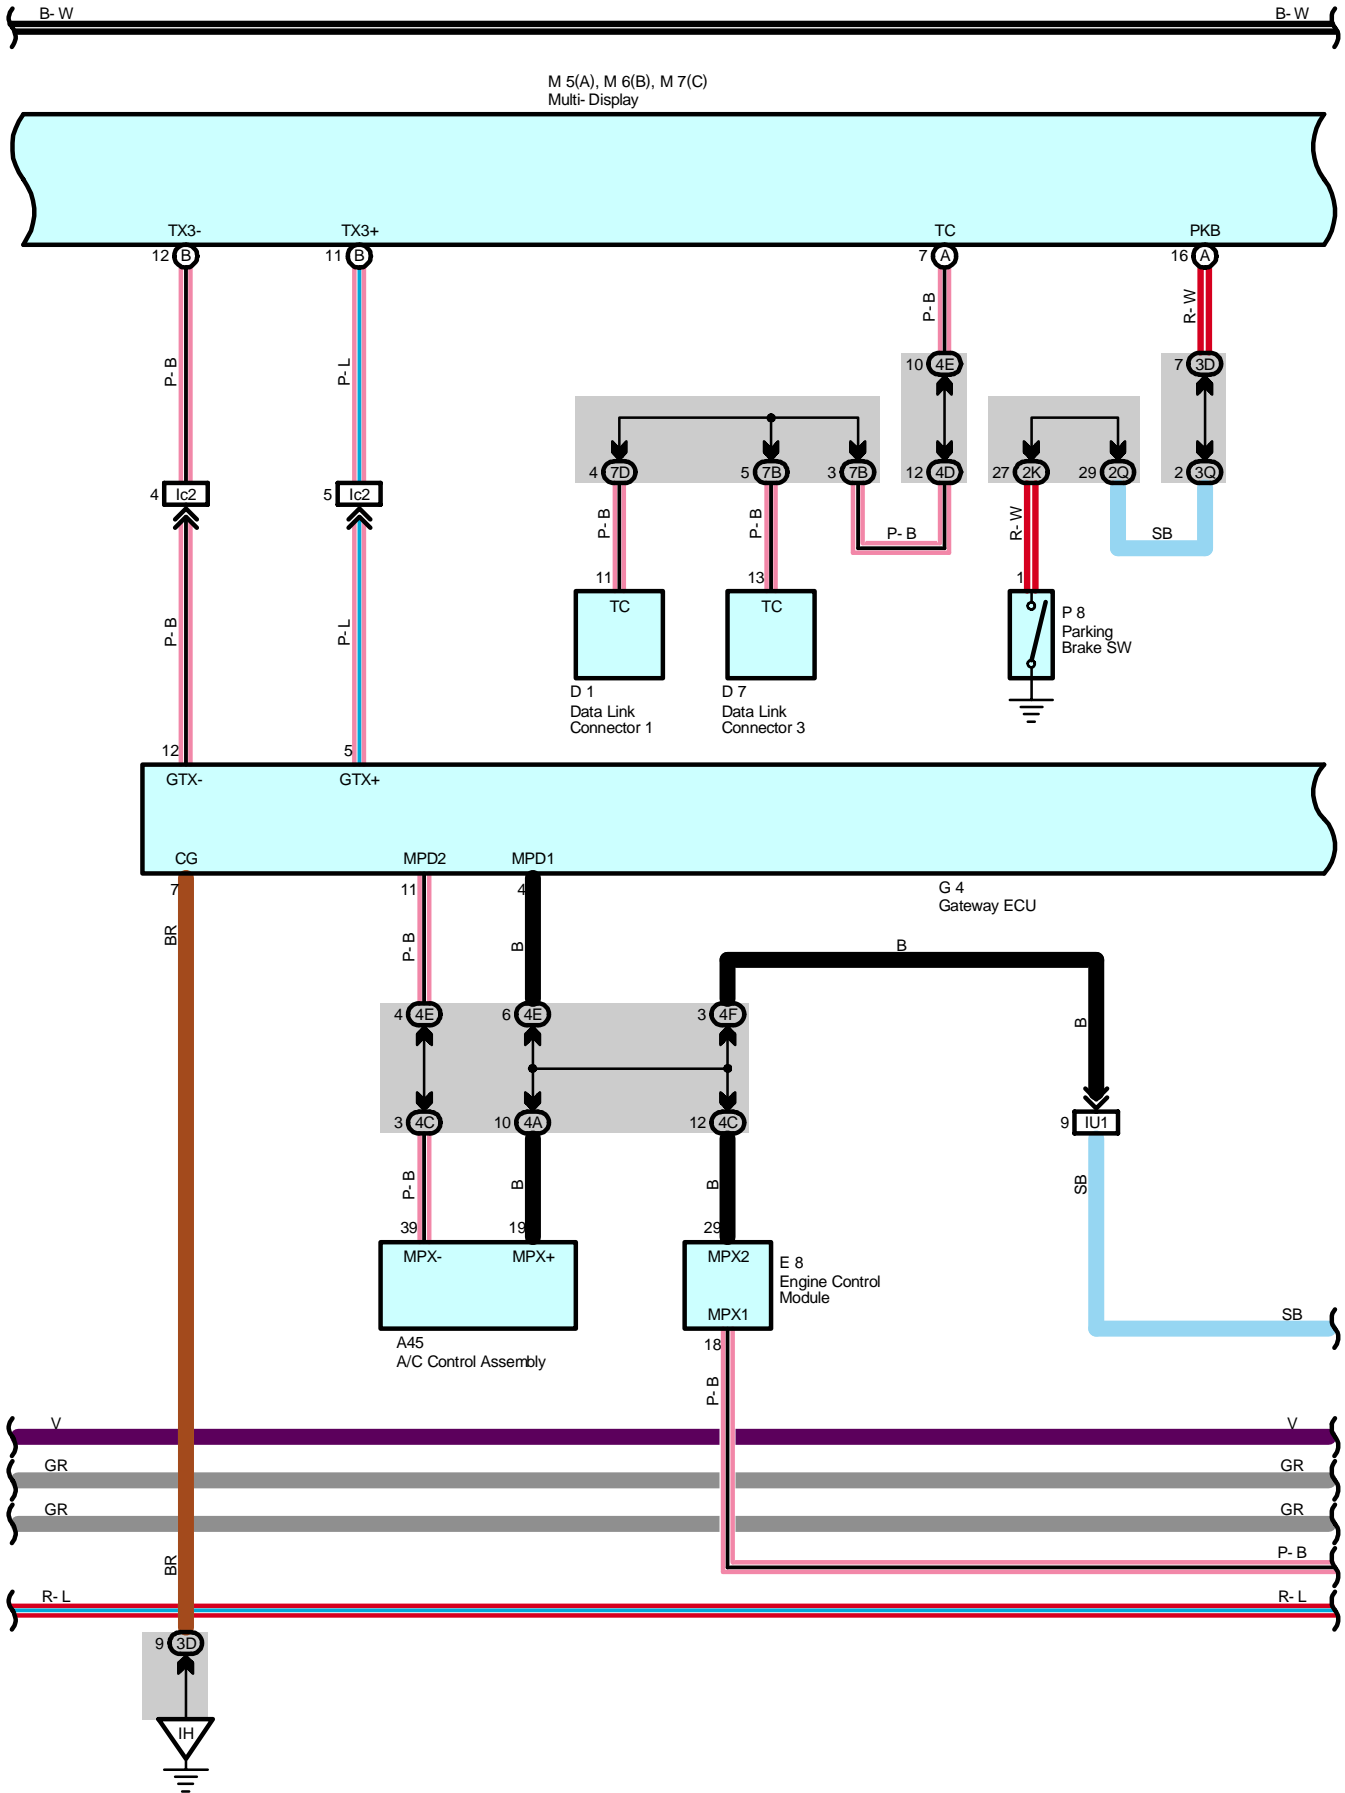 B- W
B- W
M 5(A), M 6(B), M 7(C)
Multi- Display
TX3-
TX3+
TC
PKB
12 B
11 B
7 A
16 A
P- B
P- L
P- B
R- W
10 4E
7 3D
4 7D
5 7B
3 7B
12 4D
27 2K
29 2Q
2 3Q
4 Ic2
5 Ic2
P- B
P- B
P- B
R- W
SB
11
13
1
TC
TC
P 8
Parking
Brake SW
P- B
P- L
D 1
Data Link
Connector 1
D 7
Data Link
Connector 3
12
5
GTX-
GTX+
CG
MPD2
MPD1
7
11
4
G 4
Gateway ECU
BR
P- B
B
B
4 4E
6 4E
3 4F
B
3 4C
10 4A
12 4C
9 IU1
P- B
B
B
SB
39
19
29
MPX-
MPX+
MPX2
E 8
Engine Control
Module
MPX1
SB
A45
A/C Control Assembly
18
P- B
V
V
GR
GR
GR
GR
BR
P- B
R- L
R- L
9 3D
IH